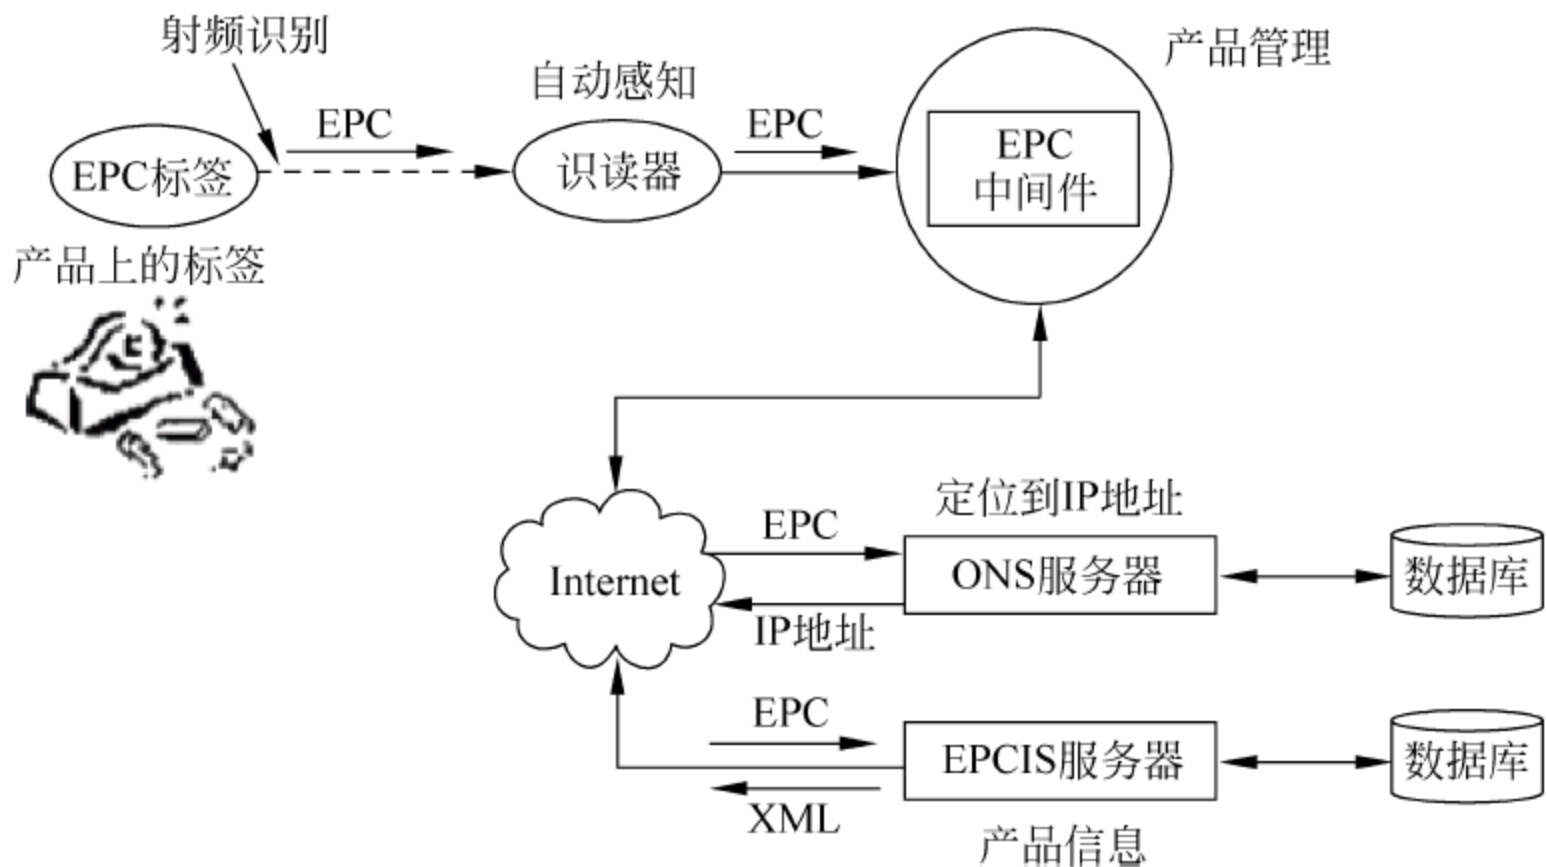 射频识别
产品管理
自动感知
EPC
EPC
EPC标签
识读器
EPC
中间件
产品上的标签
定位到IP地址
EPC
Internet
ONS服务器
数据库
IP地址
EPC
EPCIS服务器
数据库
XML
产品信息